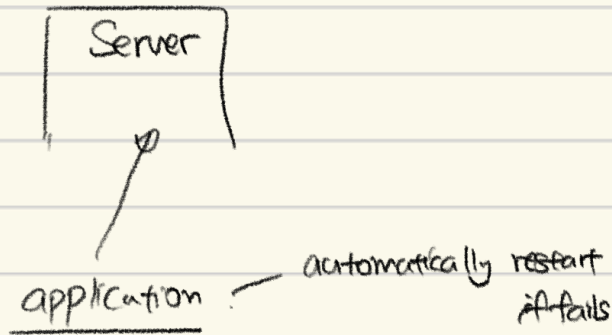 Server
application - automatically restart
if fails